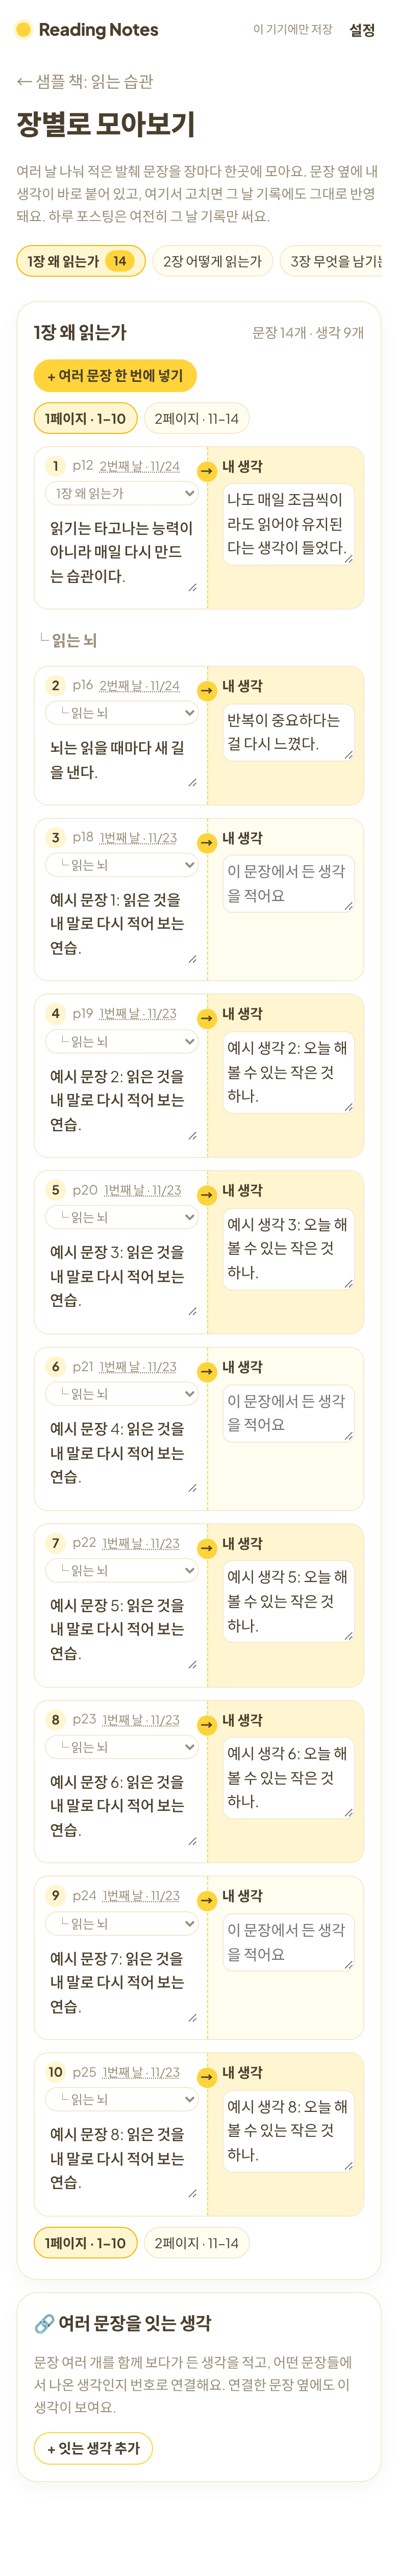 Reading Notes
이 기기에만 저장
설정
← 샘플 책: 읽는 습관
장별로 모아보기
여러 날 나눠 적은 발췌 문장을 장마다 한곳에 모아요. 문장 옆에 내
생각이 바로 붙어 있고, 여기서 고치면 그 날 기록에도 그대로 반영
돼요. 하루 포스팅은 여전히 그 날 기록만 써요.
1장 왜 읽는가 14
2장 어떻게 읽는가
3장 무엇을 남기
1장 왜 읽는가
문장 14개 · 생각 9개
+ 여러 문장 한 번에 넣기
1페이지 · 1–10
2페이지 · 11–14
1 p12 2번째 날 · 11/24
1장 왜 읽는가
읽기는 타고나는 능력이
아니라 매일 다시 만드
는 습관이다.
→ 내 생각
나도 매일 조금씩이
라도 읽어야 유지된
다는 생각이 들었다.
└ 읽는 뇌
2 p16 2번째 날 · 11/24
└ 읽는 뇌
뇌는 읽을 때마다 새 길
을 낸다.
→ 내 생각
반복이 중요하다는
걸 다시 느꼈다.
3 p18 1번째 날 · 11/23
└ 읽는 뇌
예시 문장 1: 읽은 것을
내 말로 다시 적어 보는
연습.
→ 내 생각
이 문장에서 든 생각
을 적어요
4 p19 1번째 날 · 11/23
└ 읽는 뇌
예시 문장 2: 읽은 것을
내 말로 다시 적어 보는
연습.
→ 내 생각
예시 생각 2: 오늘 해
볼 수 있는 작은 것
하나.
5 p20 1번째 날 · 11/23
└ 읽는 뇌
예시 문장 3: 읽은 것을
내 말로 다시 적어 보는
연습.
→ 내 생각
예시 생각 3: 오늘 해
볼 수 있는 작은 것
하나.
6 p21 1번째 날 · 11/23
└ 읽는 뇌
예시 문장 4: 읽은 것을
내 말로 다시 적어 보는
연습.
→ 내 생각
이 문장에서 든 생각
을 적어요
7 p22 1번째 날 · 11/23
└ 읽는 뇌
예시 문장 5: 읽은 것을
내 말로 다시 적어 보는
연습.
→ 내 생각
예시 생각 5: 오늘 해
볼 수 있는 작은 것
하나.
8 p23 1번째 날 · 11/23
└ 읽는 뇌
예시 문장 6: 읽은 것을
내 말로 다시 적어 보는
연습.
→ 내 생각
예시 생각 6: 오늘 해
볼 수 있는 작은 것
하나.
9 p24 1번째 날 · 11/23
└ 읽는 뇌
예시 문장 7: 읽은 것을
내 말로 다시 적어 보는
연습.
→ 내 생각
이 문장에서 든 생각
을 적어요
10 p25 1번째 날 · 11/23
└ 읽는 뇌
예시 문장 8: 읽은 것을
내 말로 다시 적어 보는
연습.
→ 내 생각
예시 생각 8: 오늘 해
볼 수 있는 작은 것
하나.
1페이지 · 1–10
2페이지 · 11–14
여러 문장을 잇는 생각
문장 여러 개를 함께 보다가 든 생각을 적고, 어떤 문장들에
서 나온 생각인지 번호로 연결해요. 연결한 문장 옆에도 이
생각이 보여요.
+ 잇는 생각 추가